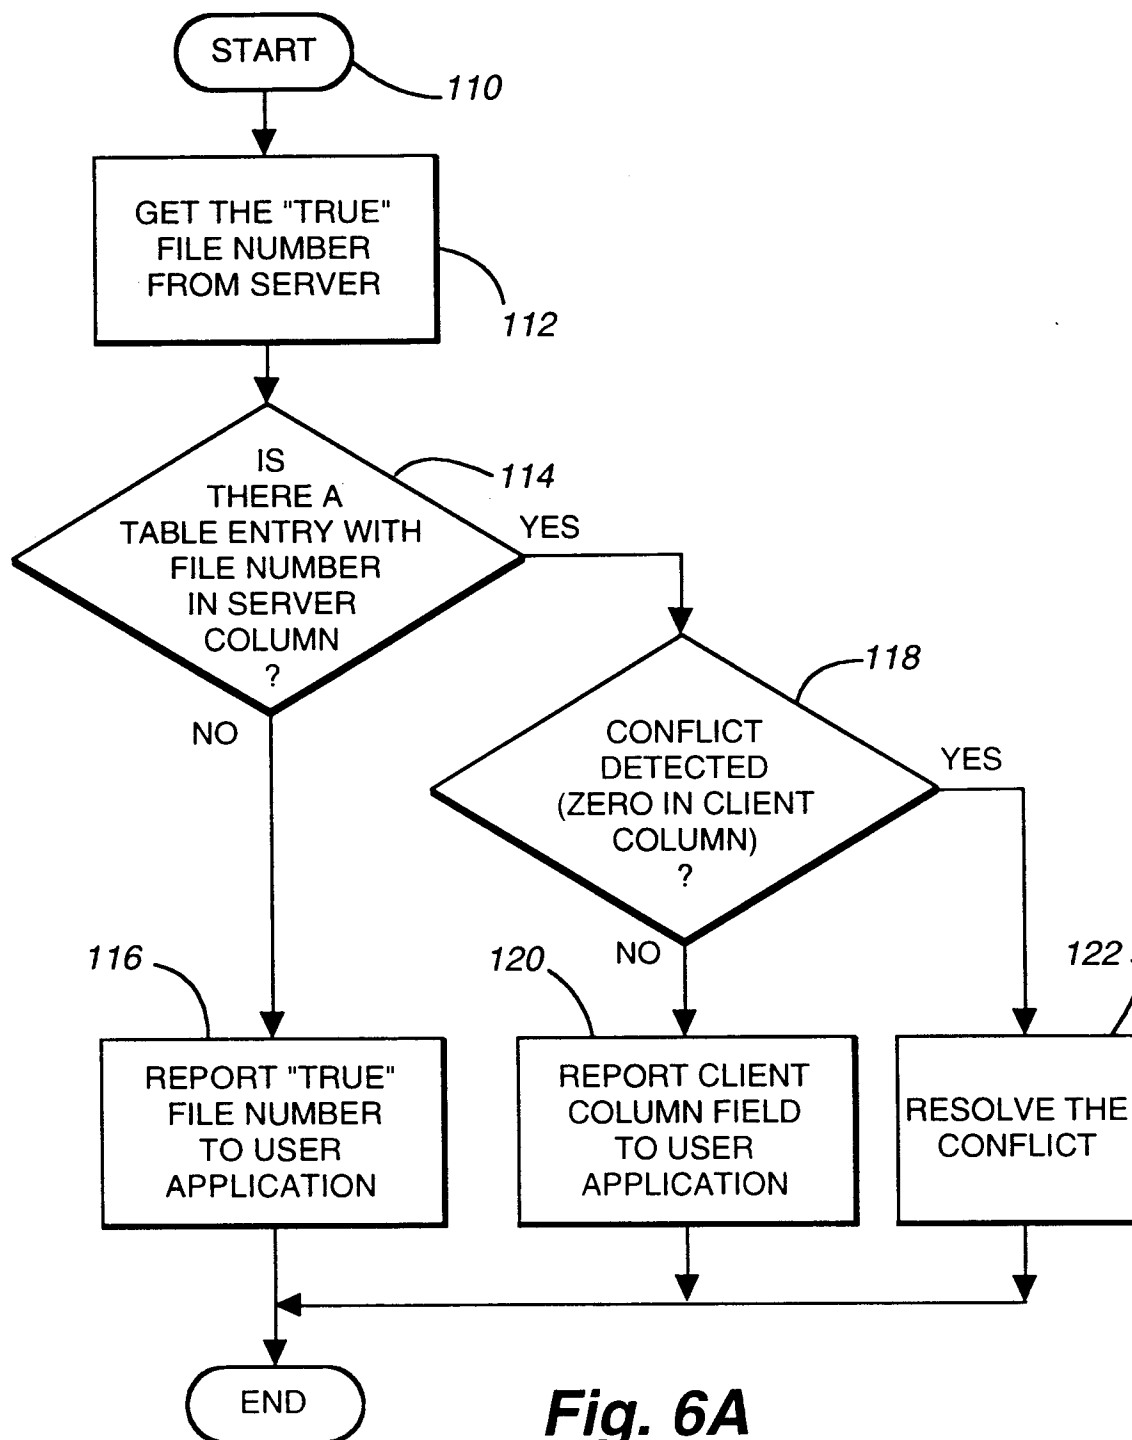 START
110
GET THE "TRUE"
FILE NUMBER
FROM SERVER
112
IS
THERE A
TABLE ENTRY WITH
FILE NUMBER
IN SERVER
COLUMN
?
114
YES
NO
118
CONFLICT
DETECTED
(ZERO IN CLIENT
COLUMN)
?
YES
NO
116
REPORT "TRUE"
FILE NUMBER
TO USER
APPLICATION
120
REPORT CLIENT
COLUMN FIELD
TO USER
APPLICATION
122
RESOLVE THE
CONFLICT
END
Fig. 6A